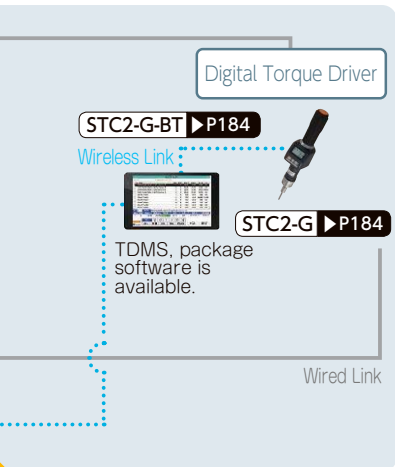 Digital Torque Driver
STC2-G-BT ▶P184
Wireless Link
STC2-G ▶P184
TDMS, package
software is
available.
Wired Link